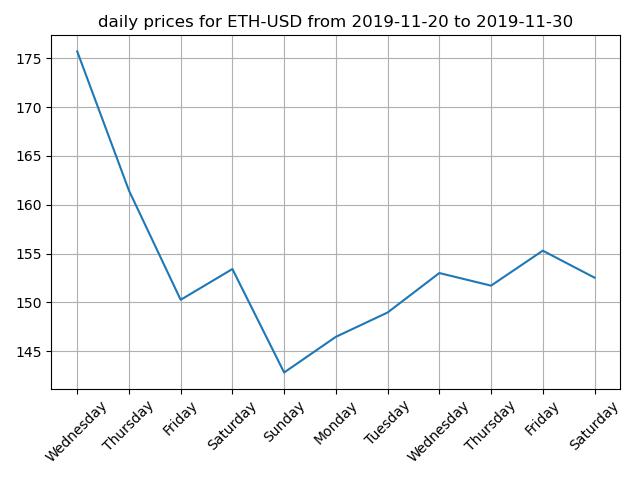 daily prices for ETH-USD from 2019-11-20 to 2019-11-30
175
170
165
160
155
150
145
Wednesday
Thursday
Friday
Saturday
Sunday
Monday
Tuesday
Wednesday
Thursday
Friday
Saturday